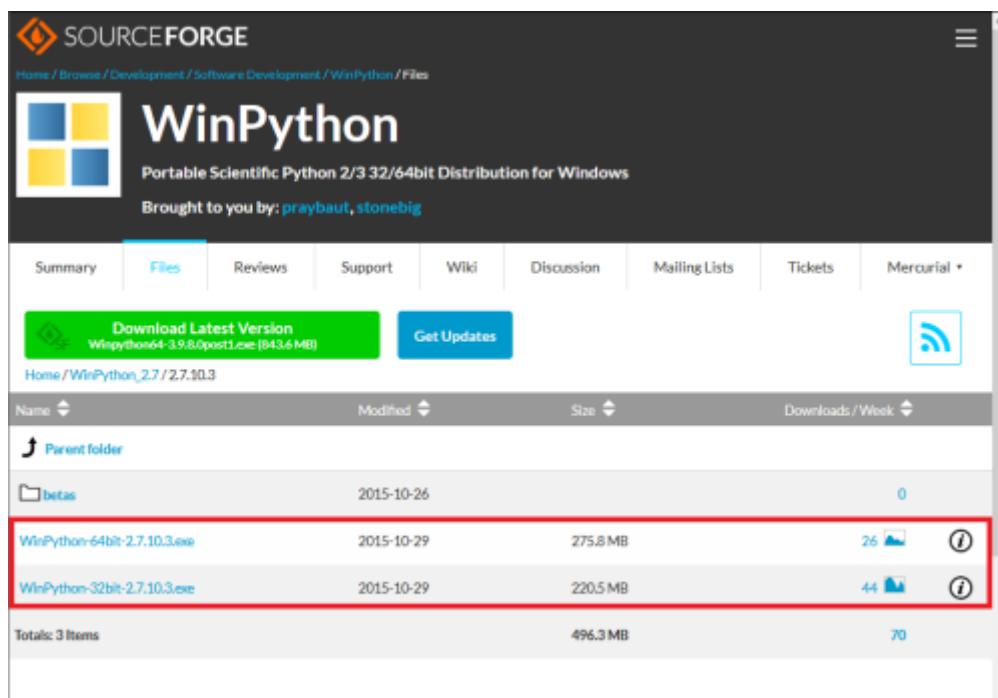 SOURCEFORGE
Home / Browse / Development / Software Development / WinPython / Files
WinPython
Portable Scientific Python 2/3 32/64bit Distribution for Windows
Brought to you by: praybaut, stonebig
Summary Files Reviews Support Wiki Discussion Mailing Lists Tickets Mercurial
Download Latest Version
Winpython64-3.9.8.0post1.exe (843.6 MB)
Get Updates
Home / WinPython_2.7 / 2.7.10.3
Name Modified Size Downloads / Week
Parent folder
betas 2015-10-26 0
WinPython-64bit-2.7.10.3.exe 2015-10-29 275.8 MB 26 i
WinPython-32bit-2.7.10.3.exe 2015-10-29 220.5 MB 44 i
Totals: 3 Items 496.3 MB 70